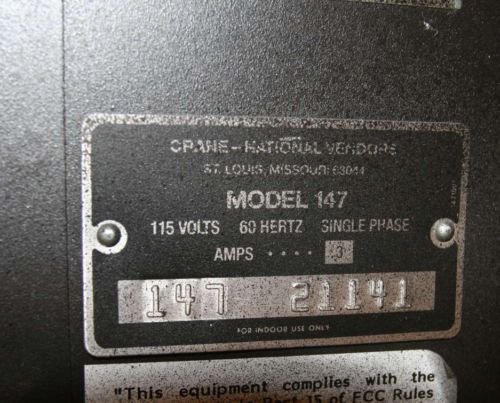 CRANE – NATIONAL VENDORS
ST. LOUIS, MISSOURI 63044
MODEL 147
115 VOLTS 60 HERTZ SINGLE PHASE
AMPS • • • • 3
147 21141
FOR INDOOR USE ONLY
"This equipment complies with the
Part 15 of FCC Rules